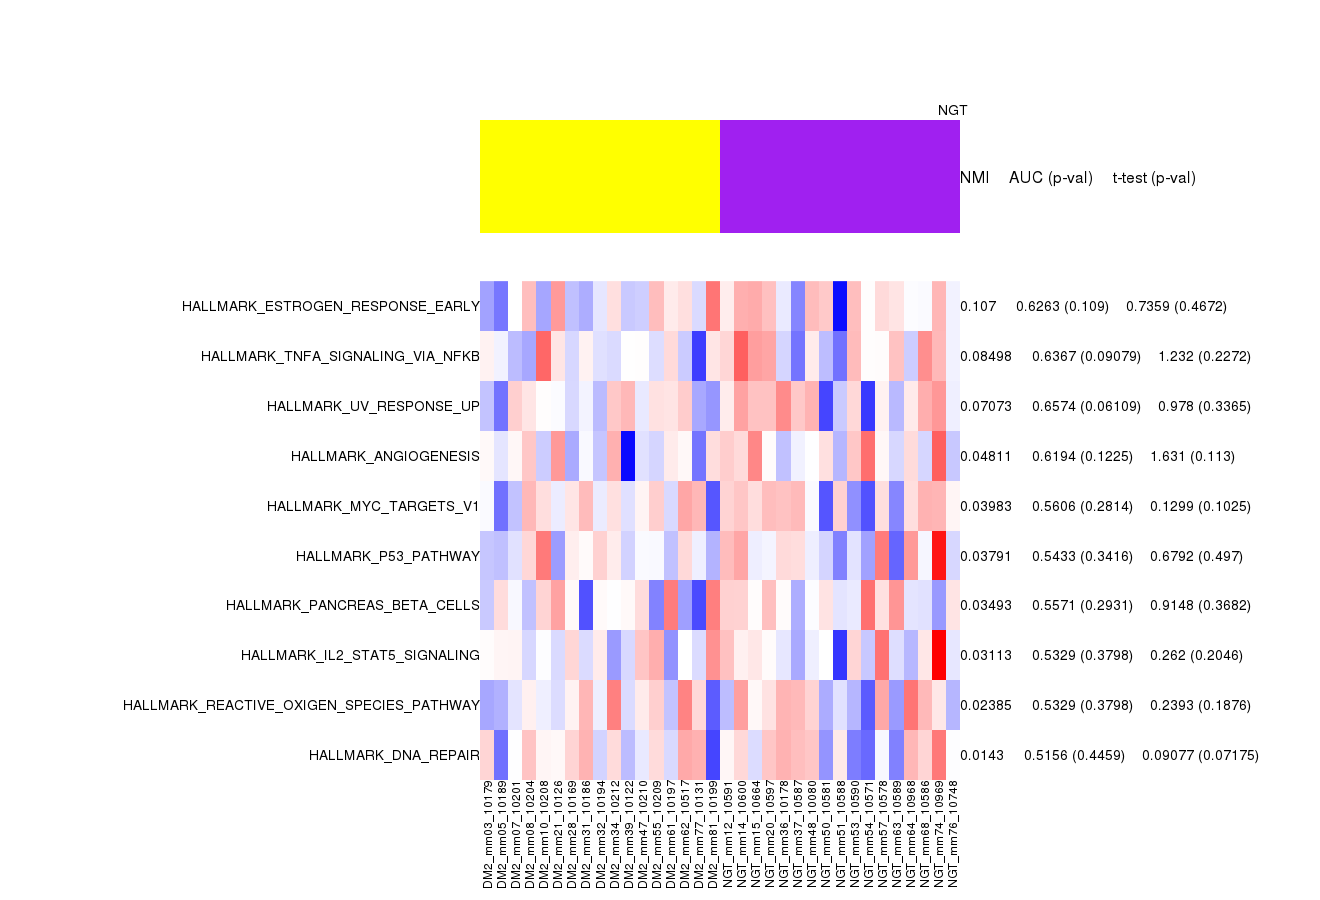 NGT
NMI AUC (p-val) t-test (p-val)
HALLMARK_ESTROGEN_RESPONSE_EARLY 0.107 0.6263 (0.109) 0.7359 (0.4672)
HALLMARK_TNFA_SIGNALING_VIA_NFKB 0.08498 0.6367 (0.09079) 1.232 (0.2272)
HALLMARK_UV_RESPONSE_UP 0.07073 0.6574 (0.06109) 0.978 (0.3365)
HALLMARK_ANGIOGENESIS 0.04811 0.6194 (0.1225) 1.631 (0.113)
HALLMARK_MYC_TARGETS_V1 0.03983 0.5606 (0.2814) 0.1299 (0.1025)
HALLMARK_P53_PATHWAY 0.03791 0.5433 (0.3416) 0.6792 (0.497)
HALLMARK_PANCREAS_BETA_CELLS 0.03493 0.5571 (0.2931) 0.9148 (0.3682)
HALLMARK_IL2_STAT5_SIGNALING 0.03113 0.5329 (0.3798) 0.262 (0.2046)
HALLMARK_REACTIVE_OXIGEN_SPECIES_PATHWAY 0.02385 0.5329 (0.3798) 0.2393 (0.1876)
HALLMARK_DNA_REPAIR 0.0143 0.5156 (0.4459) 0.09077 (0.07175)
DM2_mm03_10179
DM2_mm05_10189
DM2_mm07_10201
DM2_mm08_10204
DM2_mm10_10208
DM2_mm21_10126
DM2_mm28_10169
DM2_mm31_10186
DM2_mm32_10194
DM2_mm34_10212
DM2_mm39_10122
DM2_mm47_10210
DM2_mm55_10209
DM2_mm61_10197
DM2_mm62_10517
DM2_mm77_10131
DM2_mm81_10199
NGT_mm12_10591
NGT_mm14_10600
NGT_mm15_10664
NGT_mm20_10597
NGT_mm36_10178
NGT_mm37_10587
NGT_mm48_10080
NGT_mm50_10581
NGT_mm51_10588
NGT_mm53_10590
NGT_mm54_10571
NGT_mm57_10578
NGT_mm63_10589
NGT_mm64_10968
NGT_mm68_10586
NGT_mm74_10969
NGT_mm76_10748